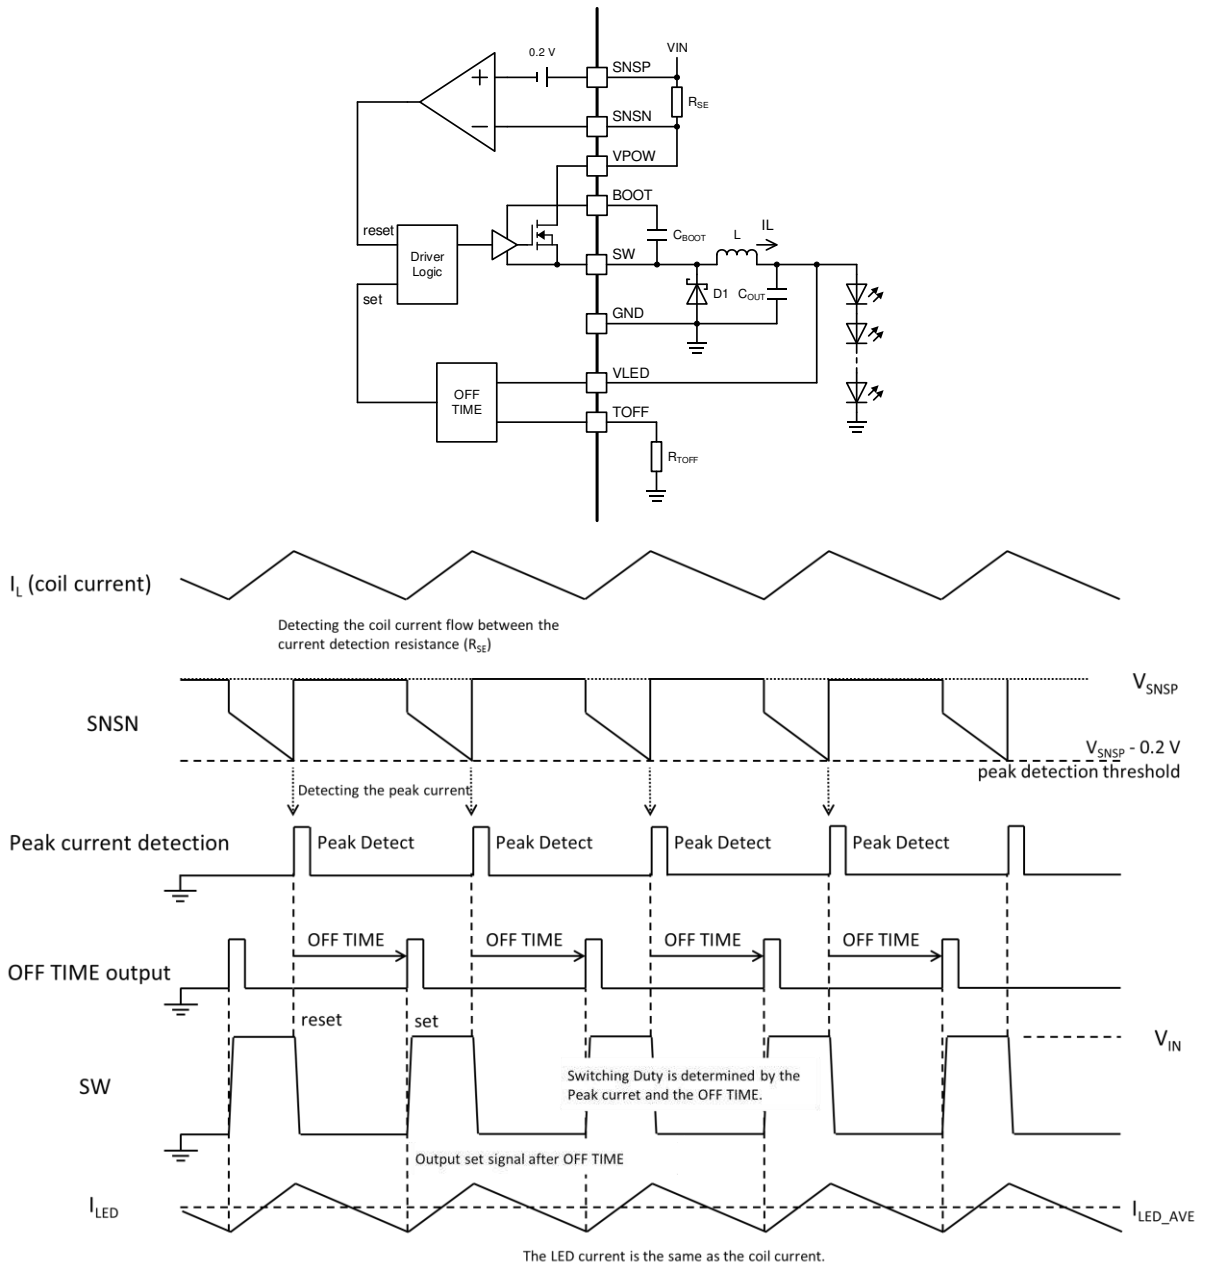 0.2 V
VIN
SNSP
+
RSE
SNSN
−
VPOW
BOOT
reset
CBOOT
L
IL
Driver
Logic
SW
set
D1
COUT
GND
VLED
OFF
TIME
TOFF
RTOFF
IL (coil current)
Detecting the coil current flow between the
current detection resistance (RSE)
VSNSP
SNSN
VSNSP - 0.2 V
peak detection threshold
Detecting the peak current
Peak current detection
Peak Detect
Peak Detect
Peak Detect
Peak Detect
OFF TIME
OFF TIME
OFF TIME
OFF TIME
OFF TIME output
reset
set
VIN
SW
Switching Duty is determined by the
Peak curret and the OFF TIME.
Output set signal after OFF TIME
ILED
ILED_AVE
The LED current is the same as the coil current.